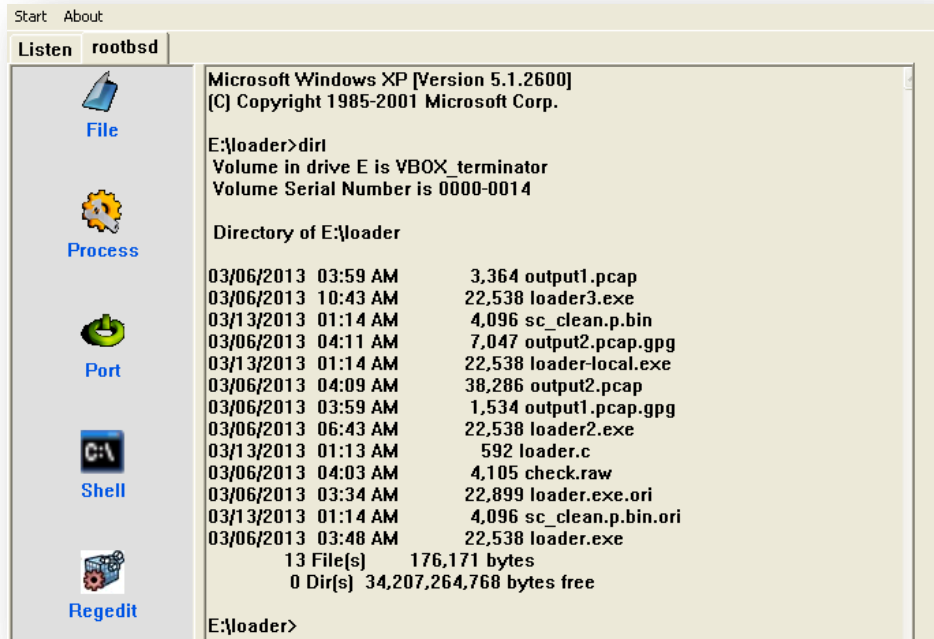 Start About
Listen rootbsd
File
Process
Port
C:\
Shell
Regedit
Microsoft Windows XP [Version 5.1.2600]
(C) Copyright 1985-2001 Microsoft Corp.
E:\loader>dirl
Volume in drive E is VBOX_terminator
Volume Serial Number is 0000-0014
Directory of E:\loader
03/06/2013 03:59 AM 3,364 output1.pcap
03/06/2013 10:43 AM 22,538 loader3.exe
03/13/2013 01:14 AM 4,096 sc_clean.p.bin
03/06/2013 04:11 AM 7,047 output2.pcap.gpg
03/13/2013 01:14 AM 22,538 loader-local.exe
03/06/2013 04:09 AM 38,286 output2.pcap
03/06/2013 03:59 AM 1,534 output1.pcap.gpg
03/06/2013 06:43 AM 22,538 loader2.exe
03/13/2013 01:13 AM 592 loader.c
03/06/2013 04:03 AM 4,105 check.raw
03/06/2013 03:34 AM 22,899 loader.exe.ori
03/13/2013 01:14 AM 4,096 sc_clean.p.bin.ori
03/06/2013 03:48 AM 22,538 loader.exe
13 File(s) 176,171 bytes
0 Dir(s) 34,207,264,768 bytes free
E:\loader>